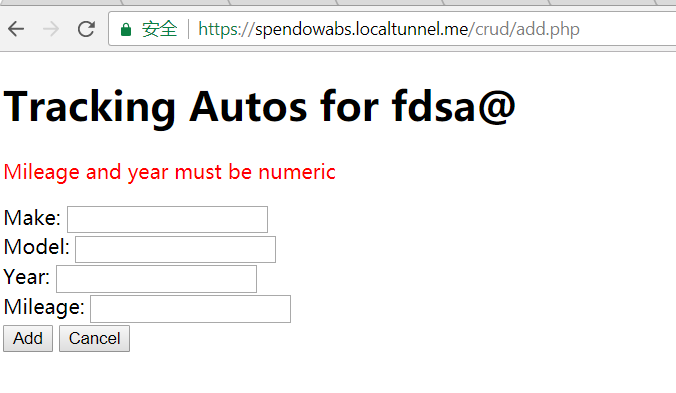 安全 https://spendowabs.localtunnel.me/crud/add.php
Tracking Autos for fdsa@
Mileage and year must be numeric
Make:
Model:
Year:
Mileage:
Add Cancel